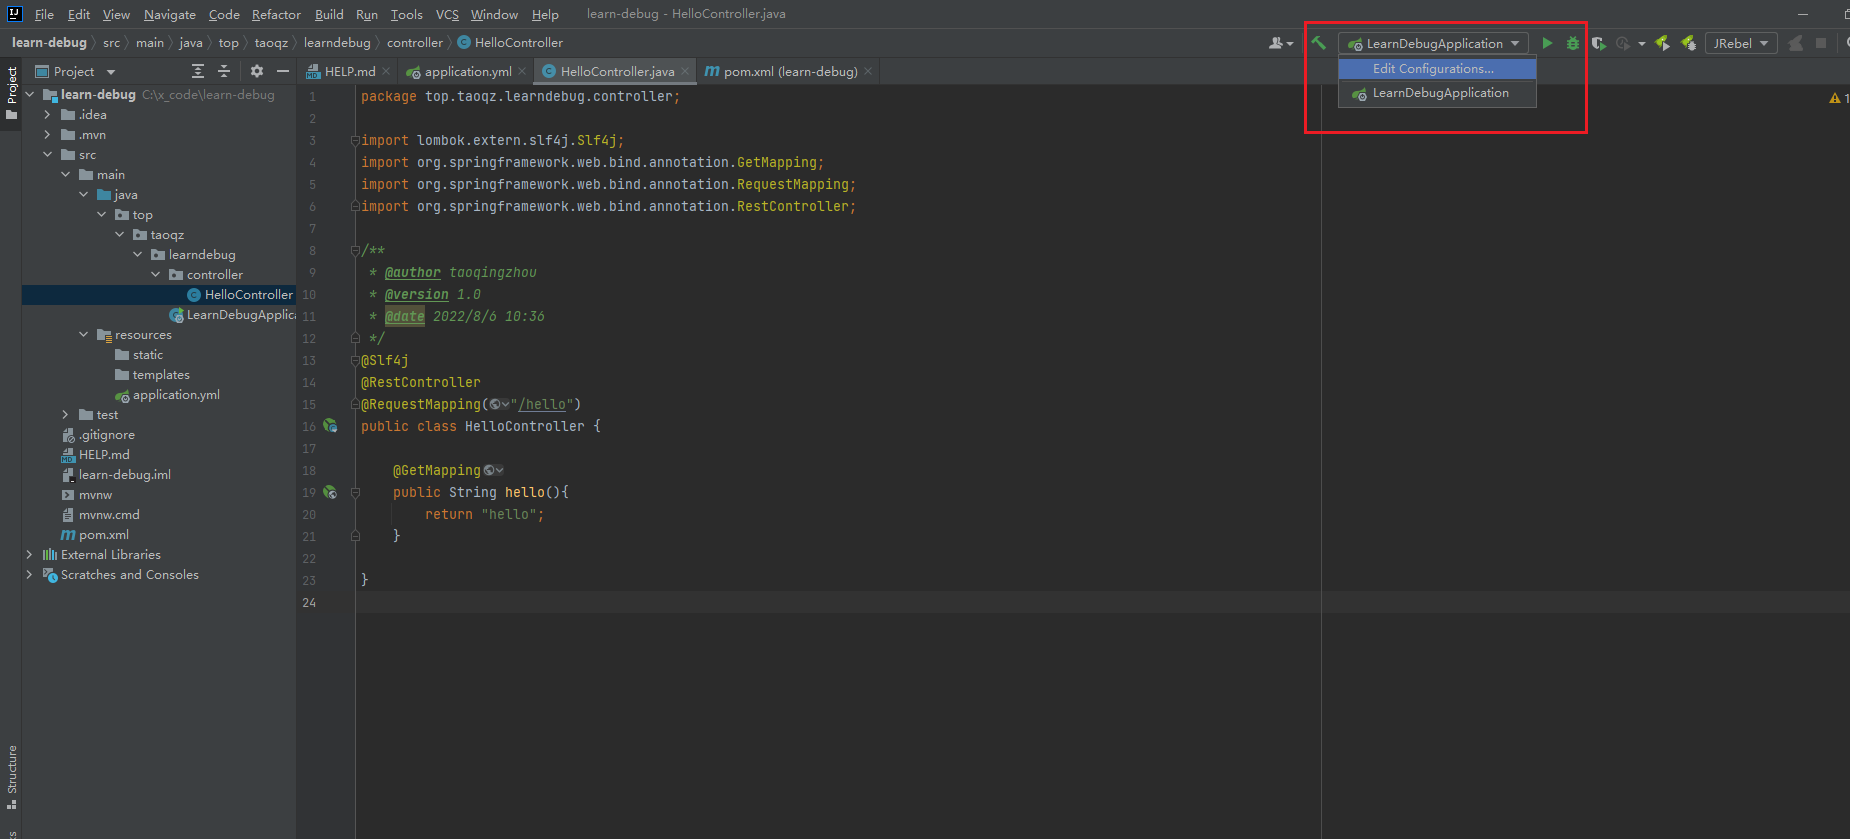 File Edit View Navigate Code Refactor Build Run Tools VCS Window Help learn-debug - HelloController.java
learn-debug src main java top taoqz learndebug controller HelloController
LearnDebugApplication JRebel
Edit Configurations...
LearnDebugApplication
Project
Structure
Project
HELP.md application.yml HelloController.java pom.xml (learn-debug)
learn-debug C:\x_code\learn-debug
.idea
.mvn
src
main
java
top
taoqz
learndebug
controller
HelloController
LearnDebugApplica
resources
static
templates
application.yml
test
.gitignore
HELP.md
learn-debug.iml
mvnw
mvnw.cmd
pom.xml
External Libraries
Scratches and Consoles
1 package top.taoqz.learndebug.controller;
2
3 import lombok.extern.slf4j.Slf4j;
4 import org.springframework.web.bind.annotation.GetMapping;
5 import org.springframework.web.bind.annotation.RequestMapping;
6 import org.springframework.web.bind.annotation.RestController;
7
8 /**
9 * @author taoqingzhou
10 * @version 1.0
11 * @date 2022/8/6 10:36
12 */
13 @Slf4j
14 @RestController
15 @RequestMapping("/hello")
16 public class HelloController {
17
18 @GetMapping
19 public String hello(){
20 return "hello";
21 }
22
23 }
24
1